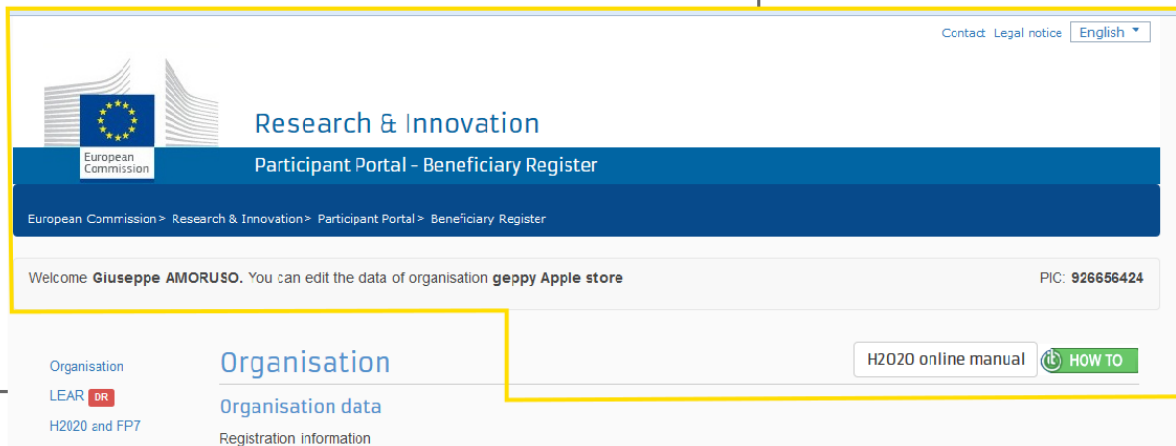 Contact Legal notice English
Research & Innovation
European
Commission
Participant Portal - Beneficiary Register
European Commission > Research & Innovation > Participant Portal > Beneficiary Register
Welcome Giuseppe AMORUSO. You can edit the data of organisation geppy Apple store PIC: 926656424
Organisation
LEAR DR
H2020 and FP7
Organisation
H2020 online manual it HOW TO
Organisation data
Registration information